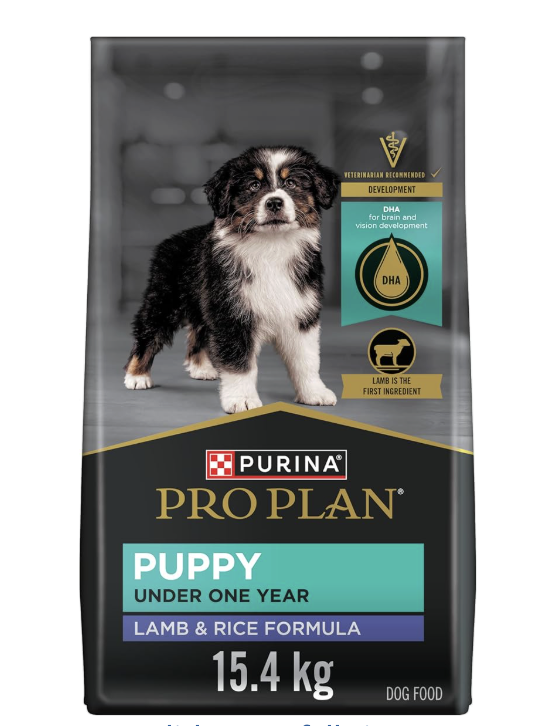 VETERINARIAN RECOMMENDED
DEVELOPMENT
DHA
for brain and
vision development
DHA
LAMB IS THE
FIRST INGREDIENT
PURINA®
PRO PLAN®
PUPPY
UNDER ONE YEAR
LAMB & RICE FORMULA
15.4 kg
DOG FOOD